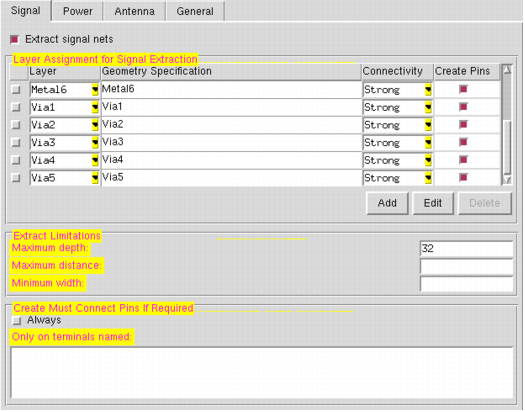 Signal Power Antenna General
Extract signal nets
Layer Assignment for Signal Extraction
Layer Geometry Specification Connectivity Create Pins
Metal6 Metal6 Strong
Via1 Via1 Strong
Via2 Via2 Strong
Via3 Via3 Strong
Via4 Via4 Strong
Via5 Via5 Strong
Add Edit Delete
Extract Limitations
Maximum depth: 32
Maximum distance:
Minimum width:
Create Must Connect Pins If Required
Always
Only on terminals named: